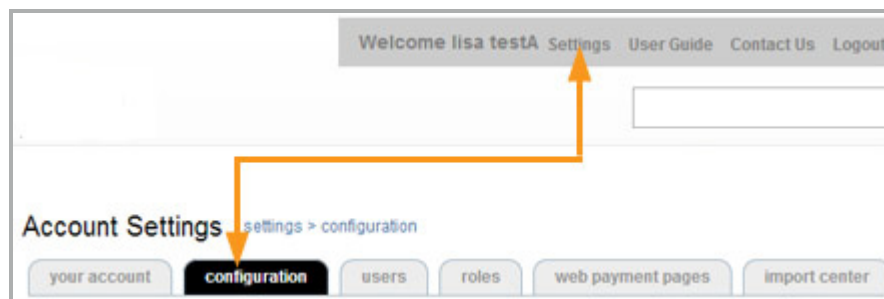 Welcome lisa testA Settings User Guide Contact Us Logout
Account Settings settings > configuration
your account configuration users roles web payment pages import center